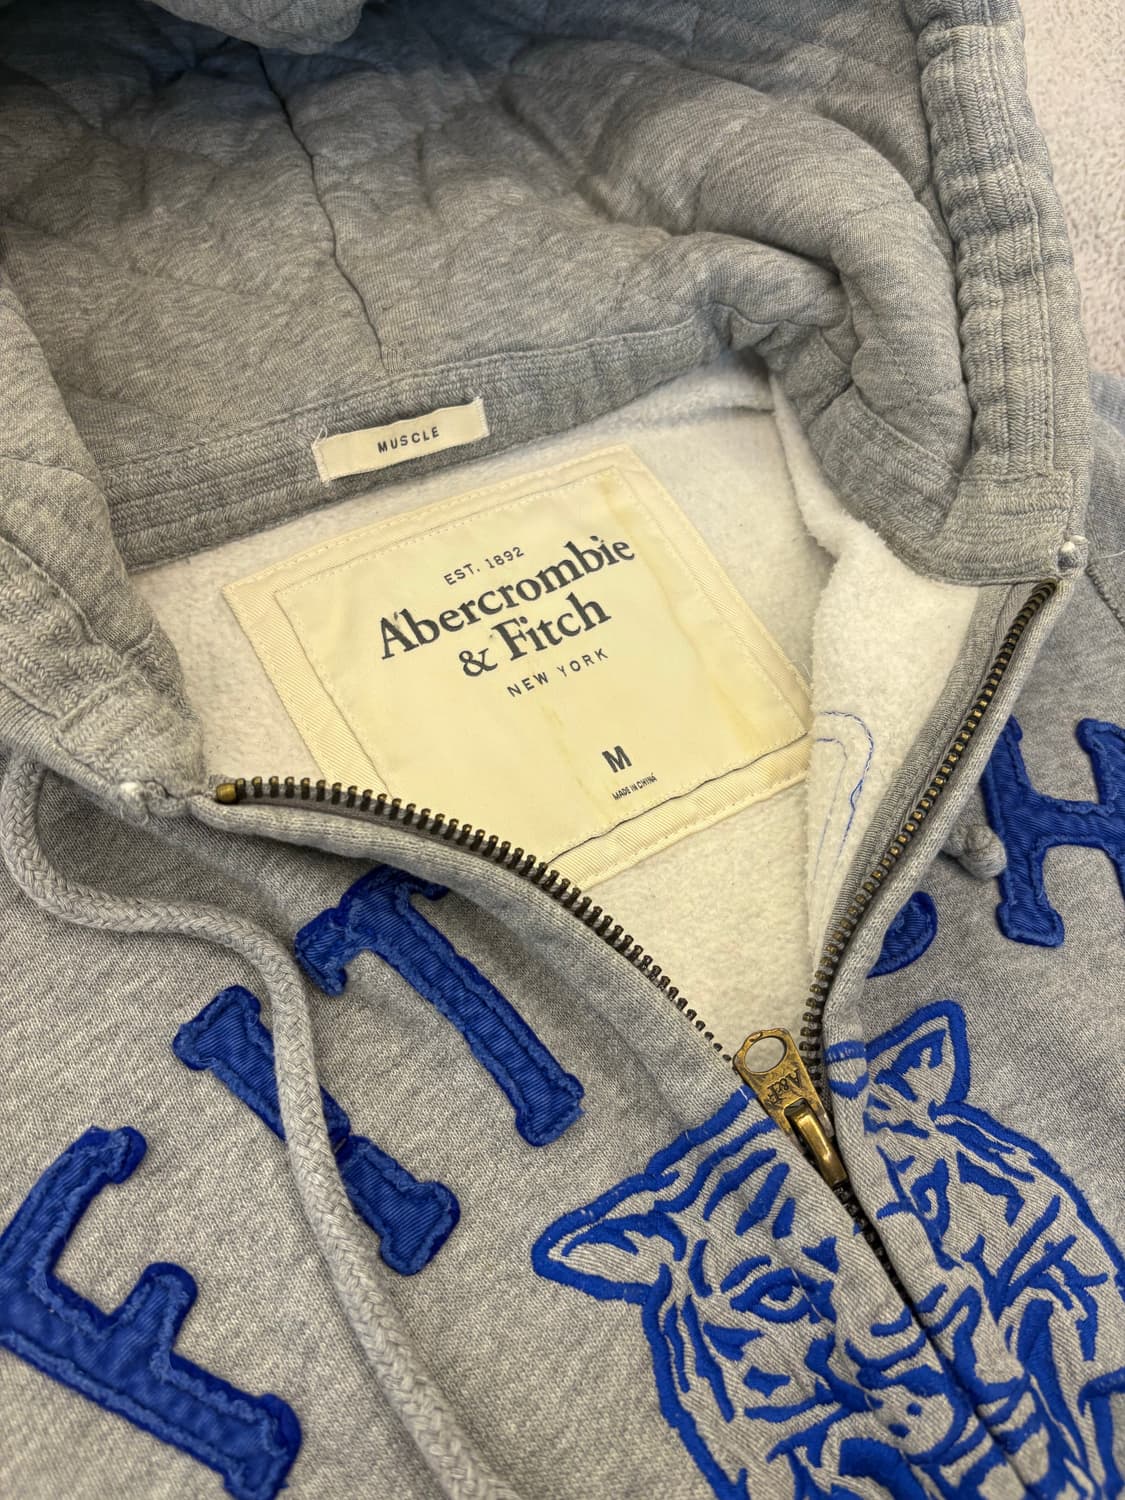 MUSCLE
EST. 1892
Abercrombie
& Fitch
NEW YORK
M
MADE IN CHINA
A&F
FITCH